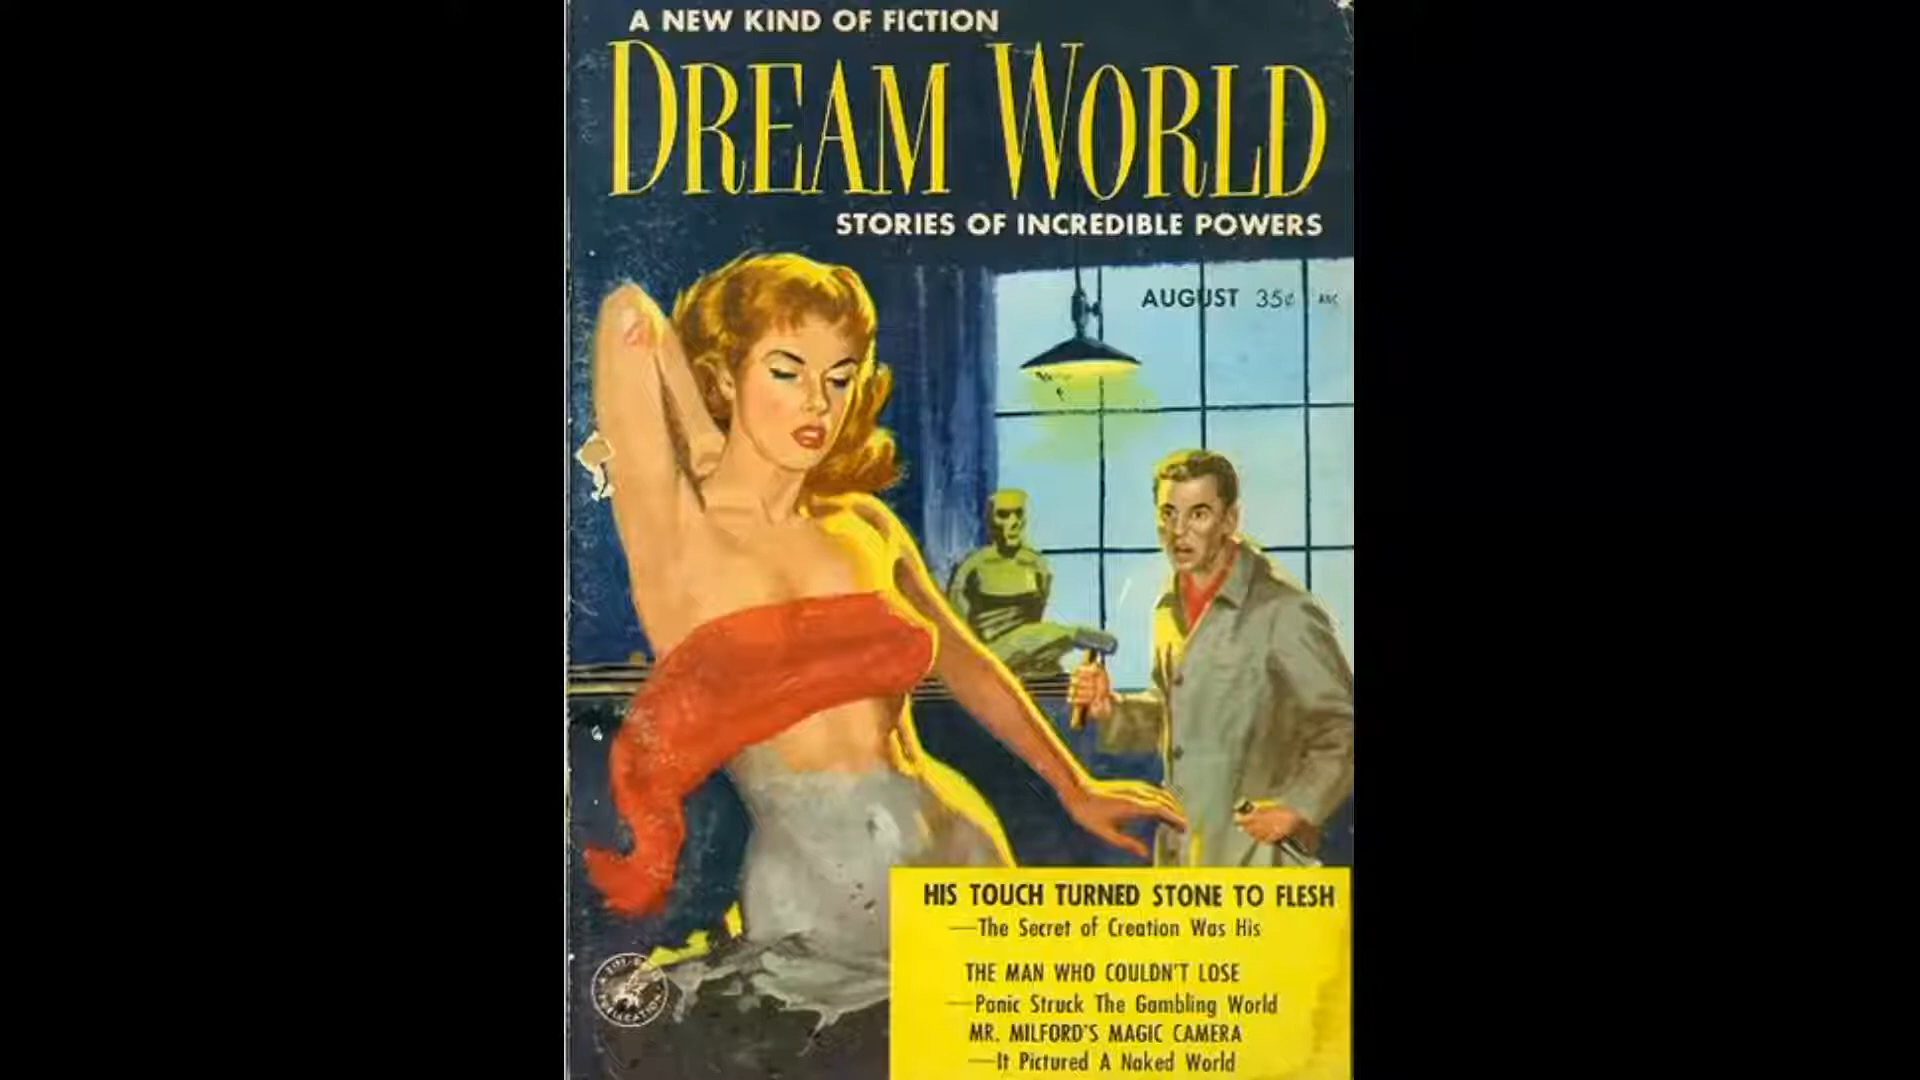 A NEW KIND OF FICTION
DREAM WORLD
STORIES OF INCREDIBLE POWERS
AUGUST 35¢
HIS TOUCH TURNED STONE TO FLESH
—The Secret of Creation Was His
THE MAN WHO COULDN'T LOSE
—Panic Struck The Gambling World
MR. MILFORD'S MAGIC CAMERA
—It Pictured A Naked World